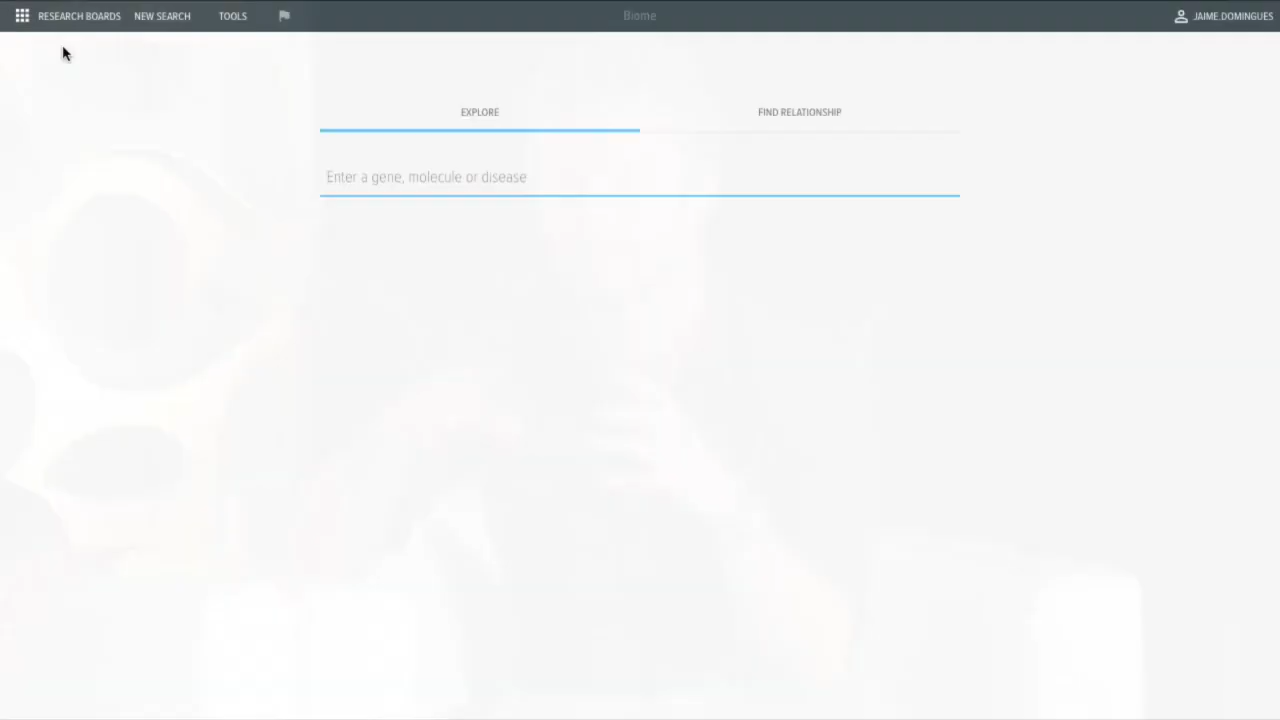 RESEARCH BOARDS NEW SEARCH TOOLS Biome JAIME.DOMINGUES
EXPLORE FIND RELATIONSHIP
Enter a gene, molecule or disease